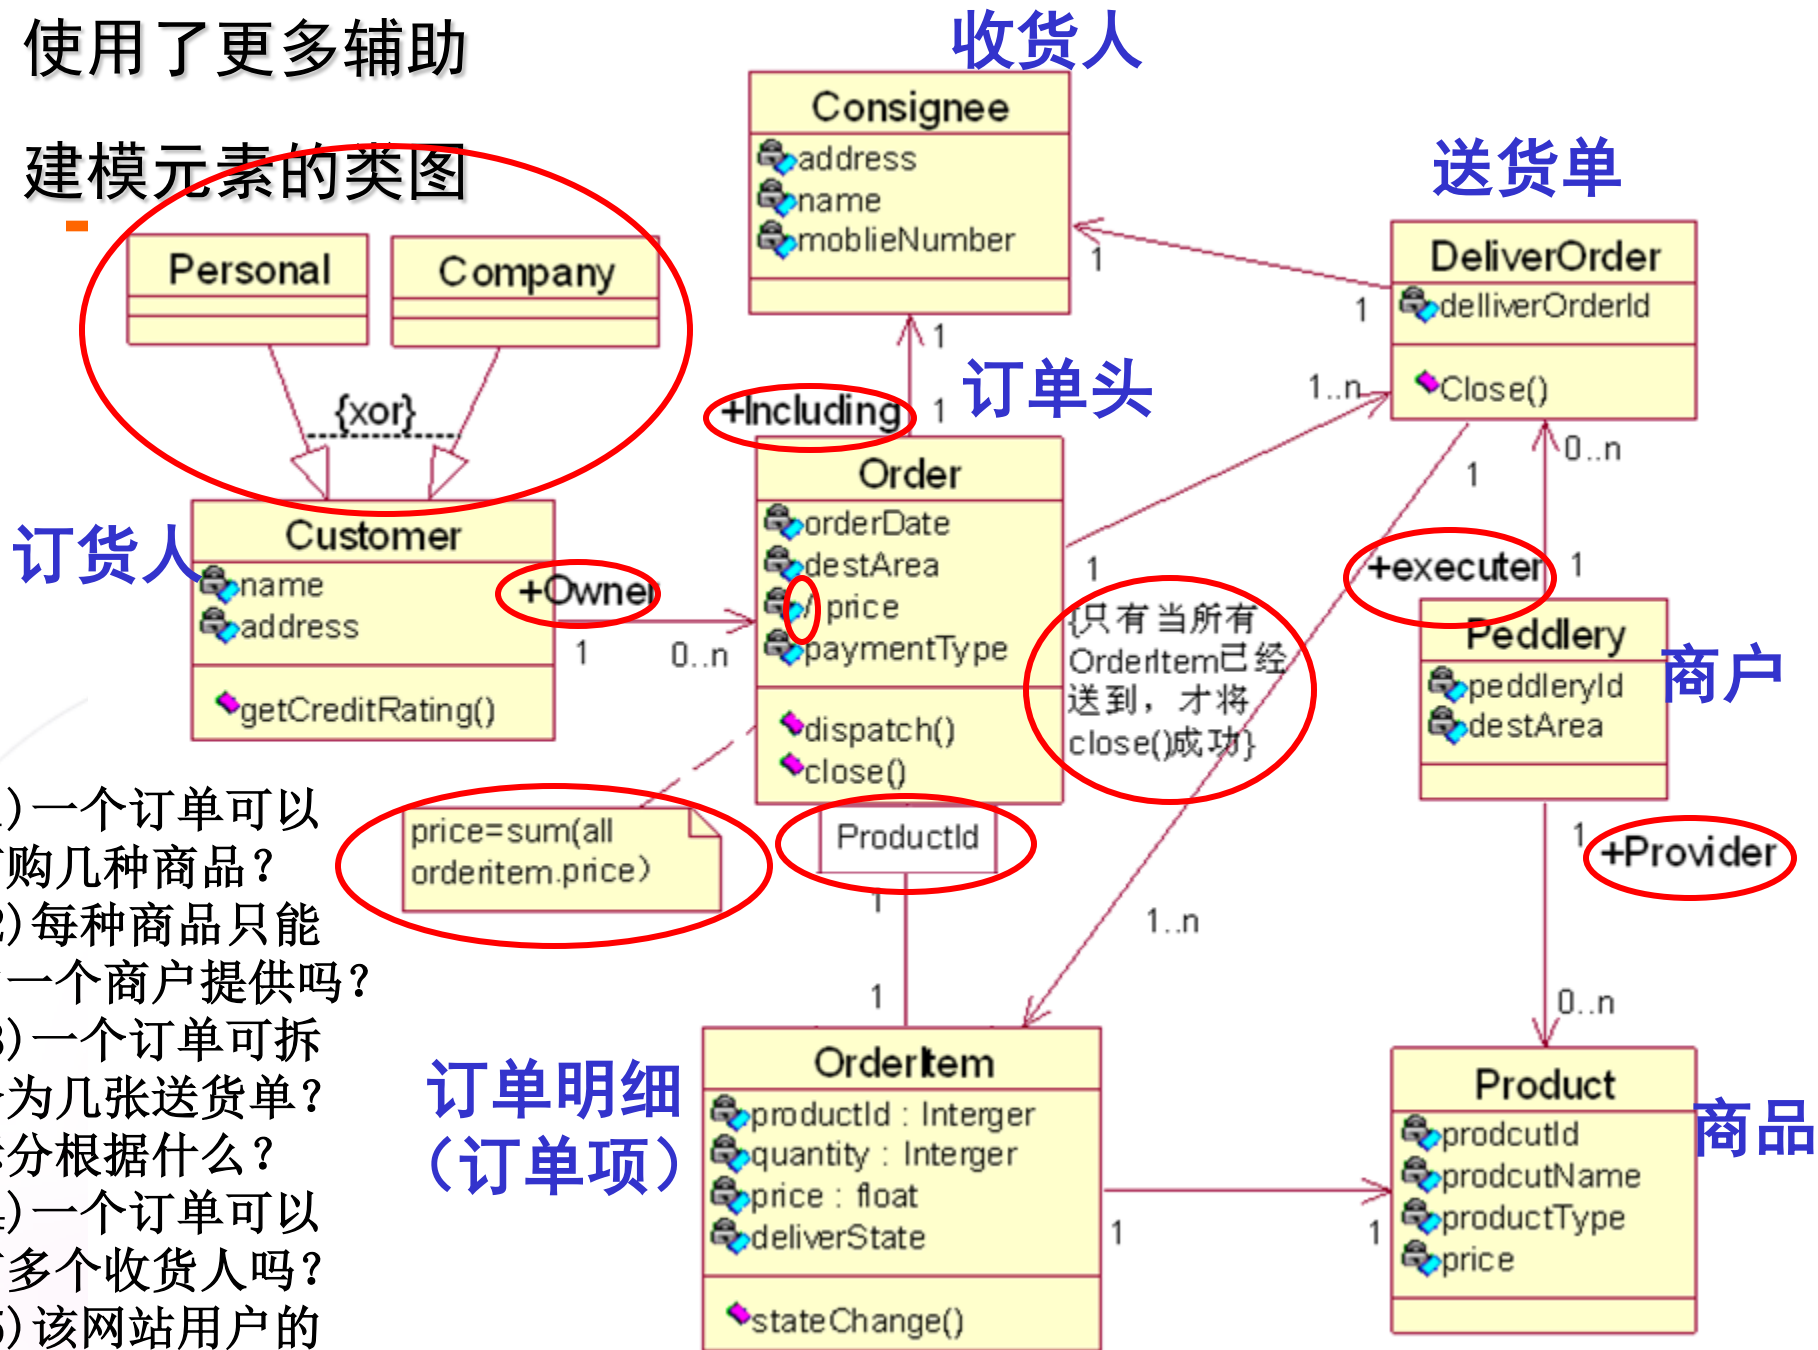 使用了更多辅助
建模元素的类图
收货人
Consignee
address
name
moblieNumber
送货单
DeliverOrder
delliverOrderId
Close()
Personal
Company
{xor}
1
1
1
1
+Including
订单头
1..n
0..n
1
Order
orderDate
destArea
/ price
paymentType
dispatch()
close()
订货人
Customer
name
address
getCreditRating()
+Owner
1
0..n
1
{只有当所有
OrderItem已经
送到，才将
close()成功}
+executer
1
Peddlery
peddleryId
destArea
商户
price=sum(all
orderitem.price)
ProductId
1
1
1..n
1
+Provider
0..n
订单明细
（订单项）
OrderItem
productId : Interger
quantity : Interger
price : float
deliverState
stateChange()
1
1
Product
prodcutId
prodcutName
productType
price
商品
)一个订单可以
购几种商品？
)每种商品只能
一个商户提供吗？
)一个订单可拆
为几张送货单？
分根据什么？
)一个订单可以
多个收货人吗？
)该网站用户的